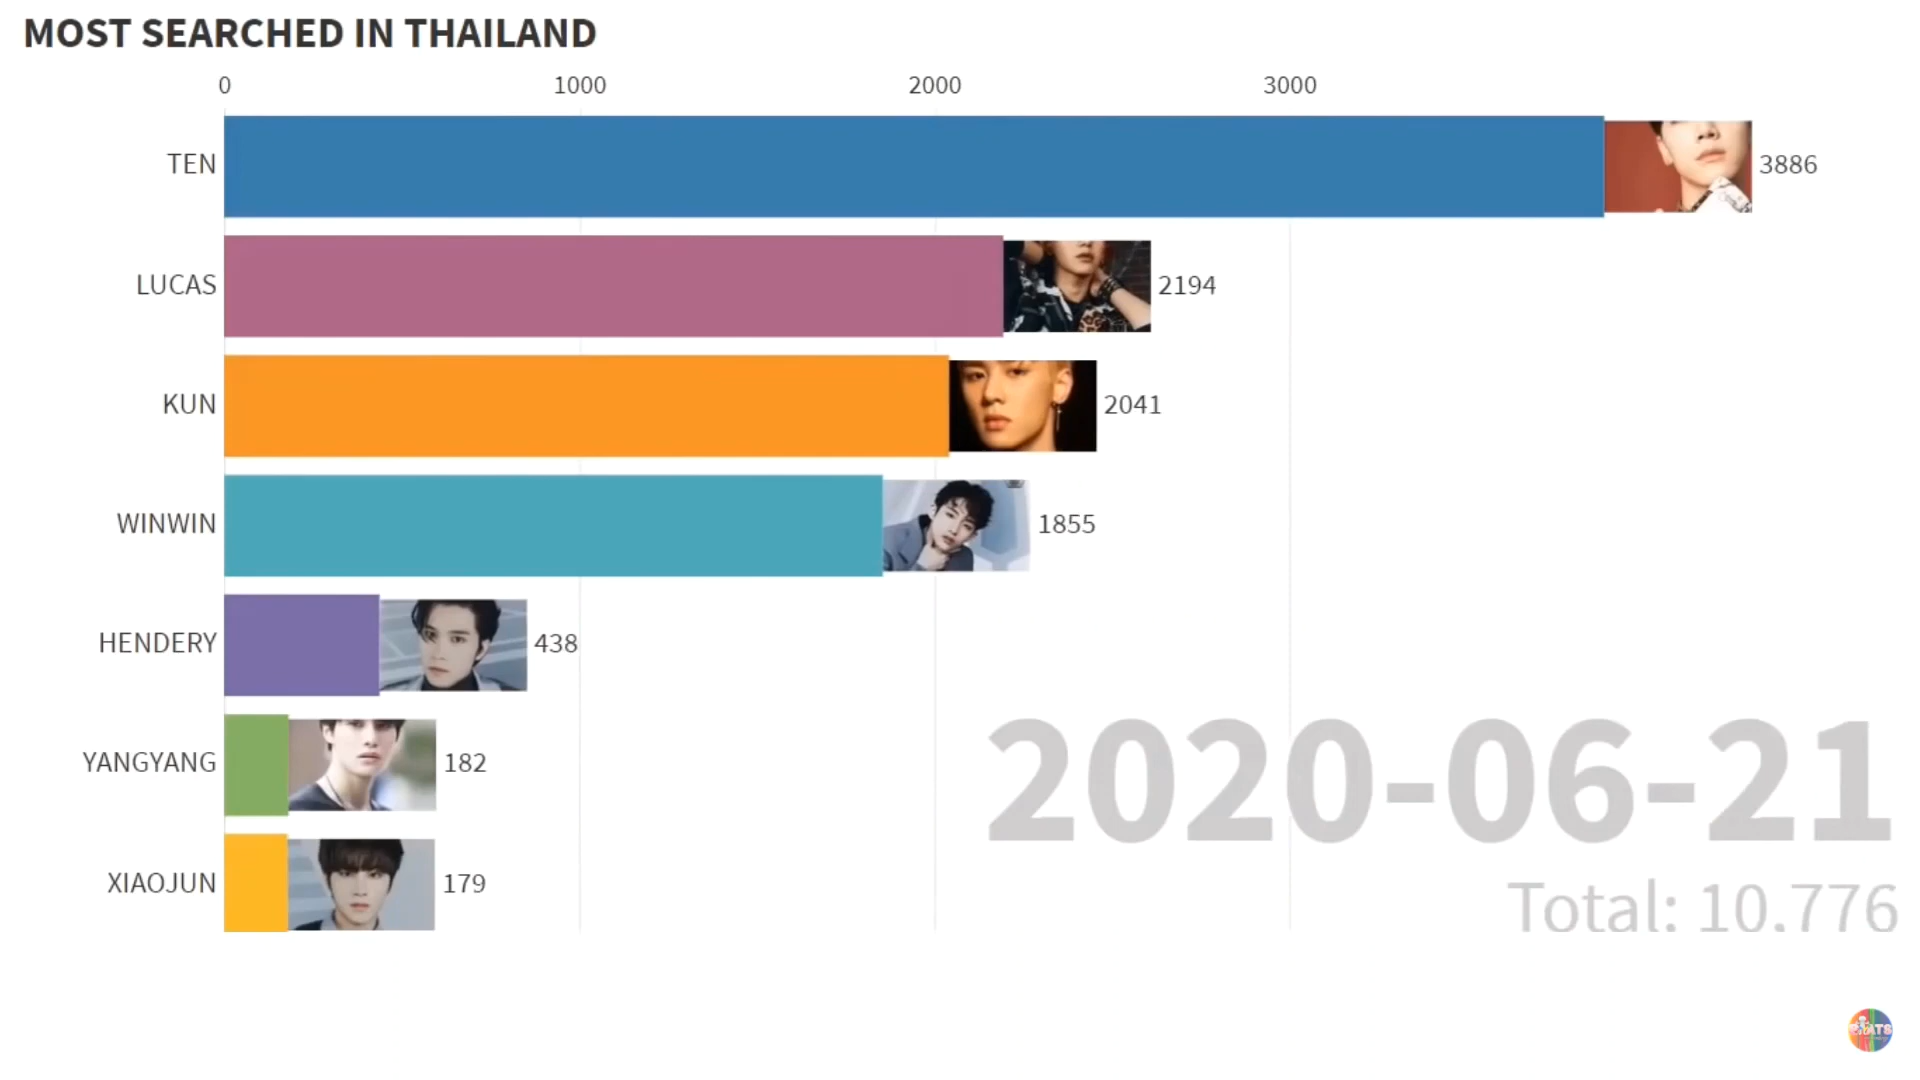 MOST SEARCHED IN THAILAND
0 1000 2000 3000
TEN 3886
LUCAS 2194
KUN 2041
WINWIN 1855
HENDERY 438
YANGYANG 182
XIAOJUN 179
2020-06-21
Total: 10.776